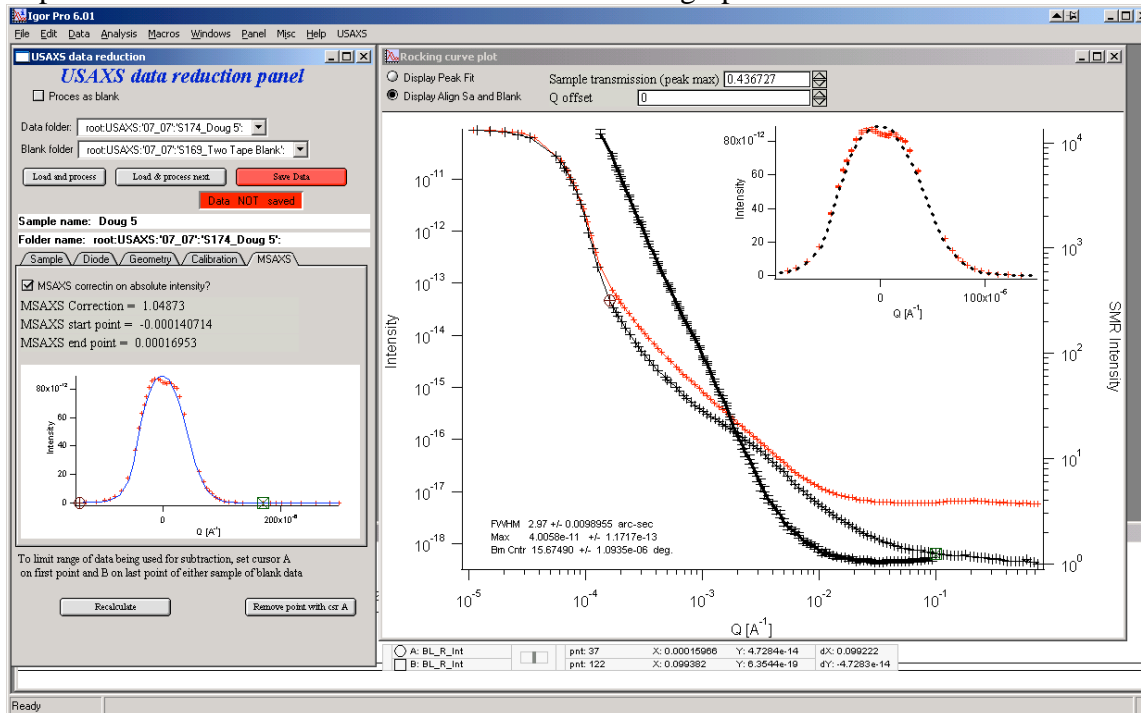 Igor Pro 6.01
File Edit Data Analysis Macros Windows Panel Misc Help USAXS
USAXS data reduction
USAXS data reduction panel
Proces as blank
Data folder: root:USAXS:'07_07':'S174_Doug 5':
Blank folder root:USAXS:'07_07':'S169_Two Tape Blank':
Load and process Load & process next Save Data
Data NOT saved
Sample name: Doug 5
Folder name: root:USAXS:'07_07':'S174_Doug 5':
Sample Diode Geometry Calibration MSAXS
MSAXS correctin on absolute intensity?
MSAXS Correction = 1.04873
MSAXS start point = -0.000140714
MSAXS end point = 0.00016953
80x10⁻¹²
60
40
20
0
Intensity
0 200x10⁻⁶
Q [A⁻¹]
To limit range of data being used for subtraction, set cursor A
on first point and B on last point of either sample of blank data
Recalculate Remove point with csr A
Rocking curve plot
Display Peak Fit
Display Align Sa and Blank
Sample transmission (peak max) 0.436727
Q offset 0
10⁻¹¹
10⁻¹²
10⁻¹³
10⁻¹⁴
10⁻¹⁵
10⁻¹⁶
10⁻¹⁷
10⁻¹⁸
Intensity
80x10⁻¹²
60
40
20
0
Intensity
0 100x10⁻⁶
Q [A⁻¹]
10⁴
10³
10²
10¹
10⁰
SMR Intensity
FWHM 2.97 +/- 0.0098955 arc-sec
Max 4.0058e-11 +/- 1.1717e-13
Bm Cntr 15.67490 +/- 1.0935e-06 deg.
10⁻⁵ 10⁻⁴ 10⁻³ 10⁻² 10⁻¹
Q [A⁻¹]
A: BL_R_Int pnt: 37 X: 0.00015966 Y: 4.7284e-14 dX: 0.099222
B: BL_R_Int pnt: 122 X: 0.099382 Y: 6.3544e-19 dY: -4.7283e-14
Ready